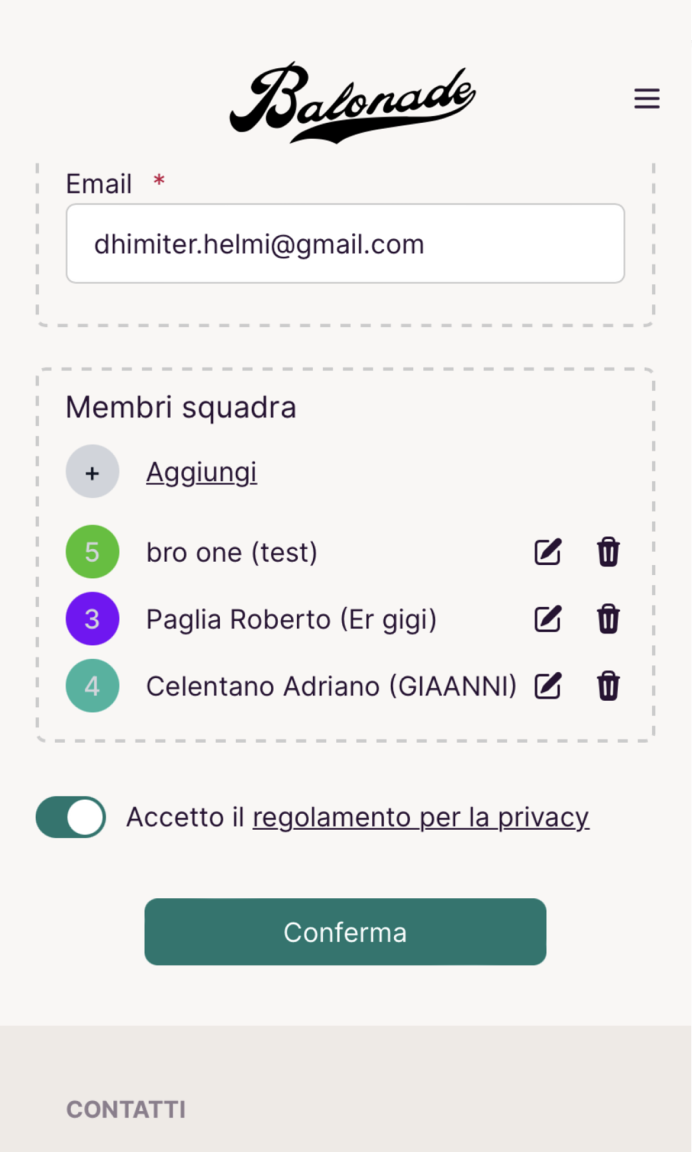 Balonade
Email *
dhimiter.helmi@gmail.com
Membri squadra
+ Aggiungi
5 bro one (test)
3 Paglia Roberto (Er gigi)
4 Celentano Adriano (GIAANNI)
Accetto il regolamento per la privacy
Conferma
CONTATTI